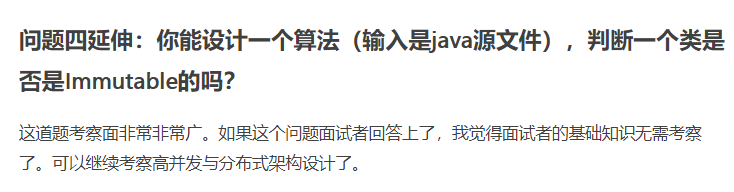 问题四延伸：你能设计一个算法（输入是java源文件），判断一个类是
否是Immutable的吗？
这道题考察面非常非常广。如果这个问题面试者回答上了，我觉得面试者的基础知识无需考察
了。可以继续考察高并发与分布式架构设计了。